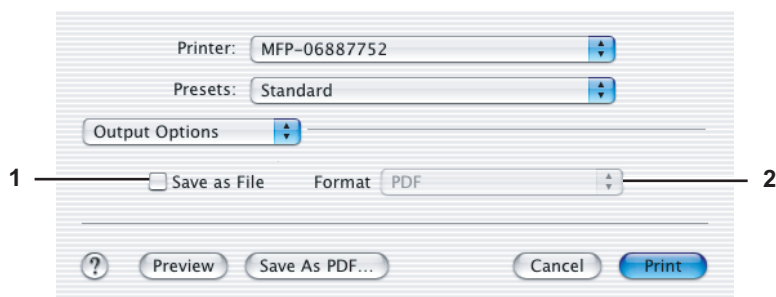 Printer: MFP-06887752
Presets: Standard
Output Options
1 Save as File Format PDF 2
? Preview Save As PDF... Cancel Print